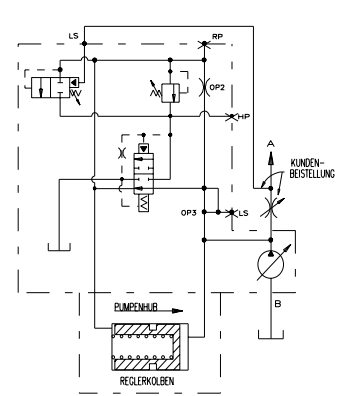 LS
RP
OP2
HP
A
KUNDEN-
BEISTELLUNG
OP3
LS
B
PUMPENHUB
REGLERKOLBEN